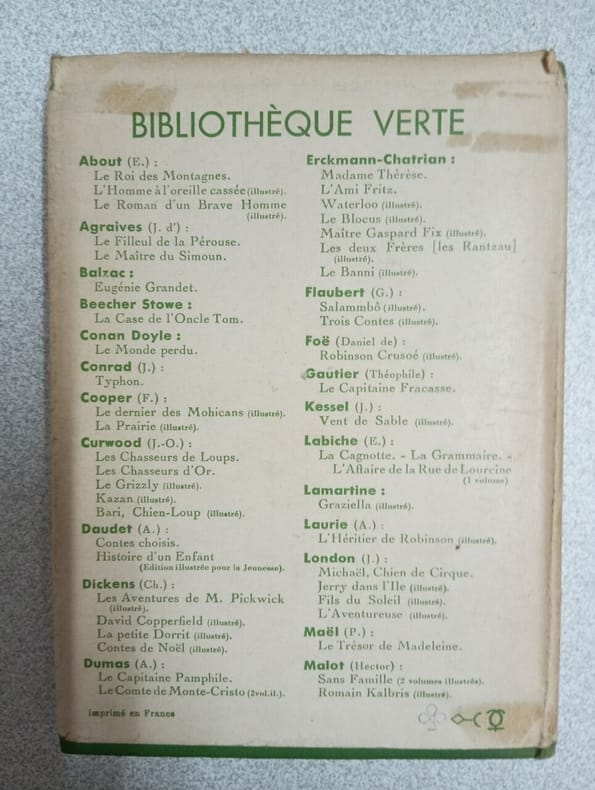 BIBLIOTHÈQUE VERTE
About (E.) :
Le Roi des Montagnes.
L'Homme à l'oreille cassée (illustré).
Le Roman d'un Brave Homme
(illustré).
Agraives (J. d') :
Le Filleul de la Pérouse.
Le Maître du Simoun.
Balzac :
Eugénie Grandet.
Beecher Stowe :
La Case de l'Oncle Tom.
Conan Doyle :
Le Monde perdu.
Conrad (J.) :
Typhon.
Cooper (F.) :
Le dernier des Mohicans (illustré).
La Prairie (illustré).
Curwood (J.-O.) :
Les Chasseurs de Loups.
Les Chasseurs d'Or.
Le Grizzly (illustré).
Kazan (illustré).
Bari, Chien-Loup (illustré).
Daudet (A.) :
Contes choisis.
Histoire d'un Enfant
(Edition illustrée pour la Jeunesse).
Dickens (Ch.) :
Les Aventures de M. Pickwick
(illustré).
David Copperfield (illustré).
La petite Dorrit (illustré).
Contes de Noël (illustré).
Dumas (A.) :
Le Capitaine Pamphile.
Le Comte de Monte-Cristo (2 vol. il.).
Imprimé en France
Erckmann-Chatrian :
Madame Thérèse.
L'Ami Fritz.
Waterloo (illustré).
Le Blocus (illustré).
Maître Gaspard Fix (illustré).
Les deux Frères [les Rantzau]
(illustré).
Le Banni (illustré).
Flaubert (G.) :
Salammbô (illustré).
Trois Contes (illustré).
Foë (Daniel de) :
Robinson Crusoé (illustré).
Gautier (Théophile) :
Le Capitaine Fracasse.
Kessel (J.) :
Vent de Sable (illustré).
Labiche (E.) :
La Cagnotte. - La Grammaire. -
L'Affaire de la Rue de Lourcine
(1 volume)
Lamartine :
Graziella (illustré).
Laurie (A.) :
L'Héritier de Robinson (illustré).
London (J.) :
Michaël, Chien de Cirque.
Jerry dans l'Ile (illustré).
Fils du Soleil (illustré).
L'Aventureuse (illustré).
Maël (P.) :
Le Trésor de Madeleine.
Malot (Hector) :
Sans Famille (2 volumes illustrés).
Romain Kalbris (illustré).